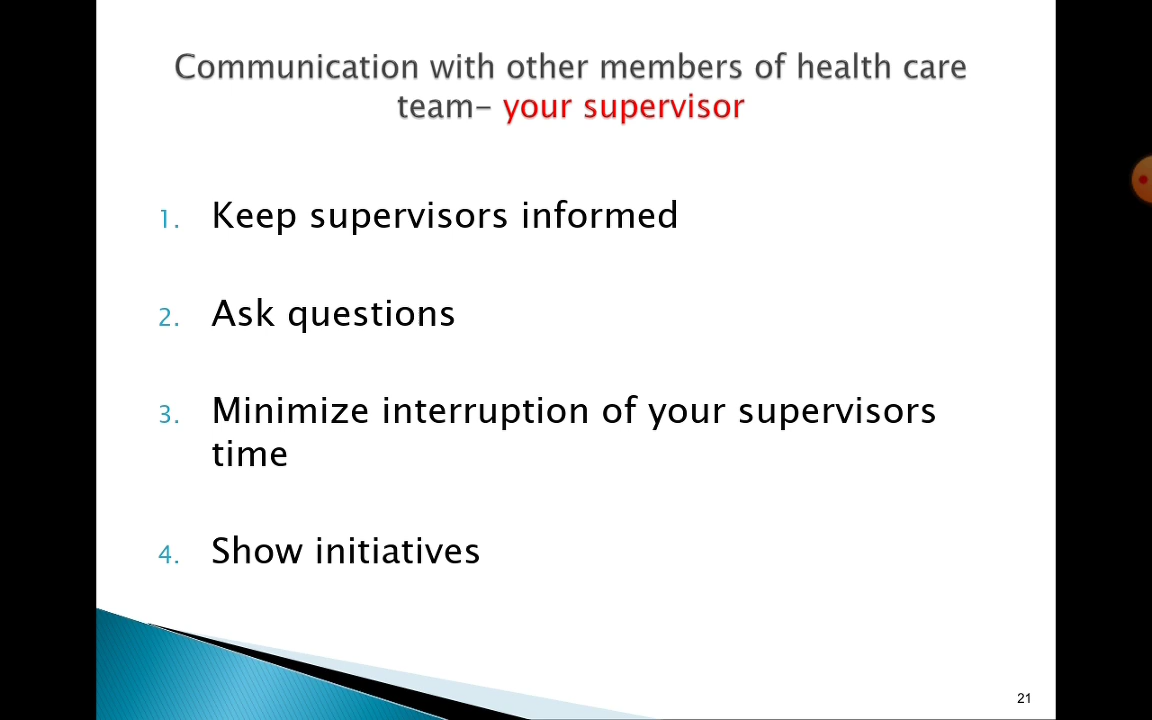 Communication with other members of health care
team- your supervisor
1. Keep supervisors informed
2. Ask questions
3. Minimize interruption of your supervisors
time
4. Show initiatives
21